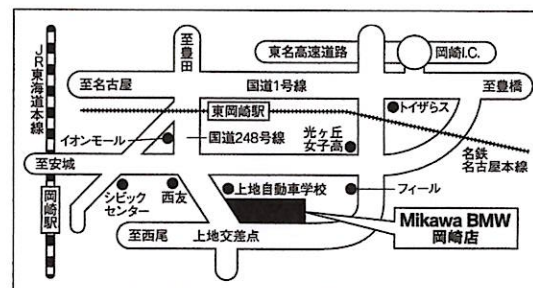 JR東海道本線
至豊田
東名高速道路
岡崎I.C.
至名古屋
国道1号線
至豊橋
東岡崎駅
トイザらス
イオンモール
国道248号線
光ヶ丘
女子高
名鉄
名古屋本線
至安城
岡崎駅
シビック
センター
西友
上地自動車学校
フィール
Mikawa BMW
岡崎店
至西尾
上地交差点